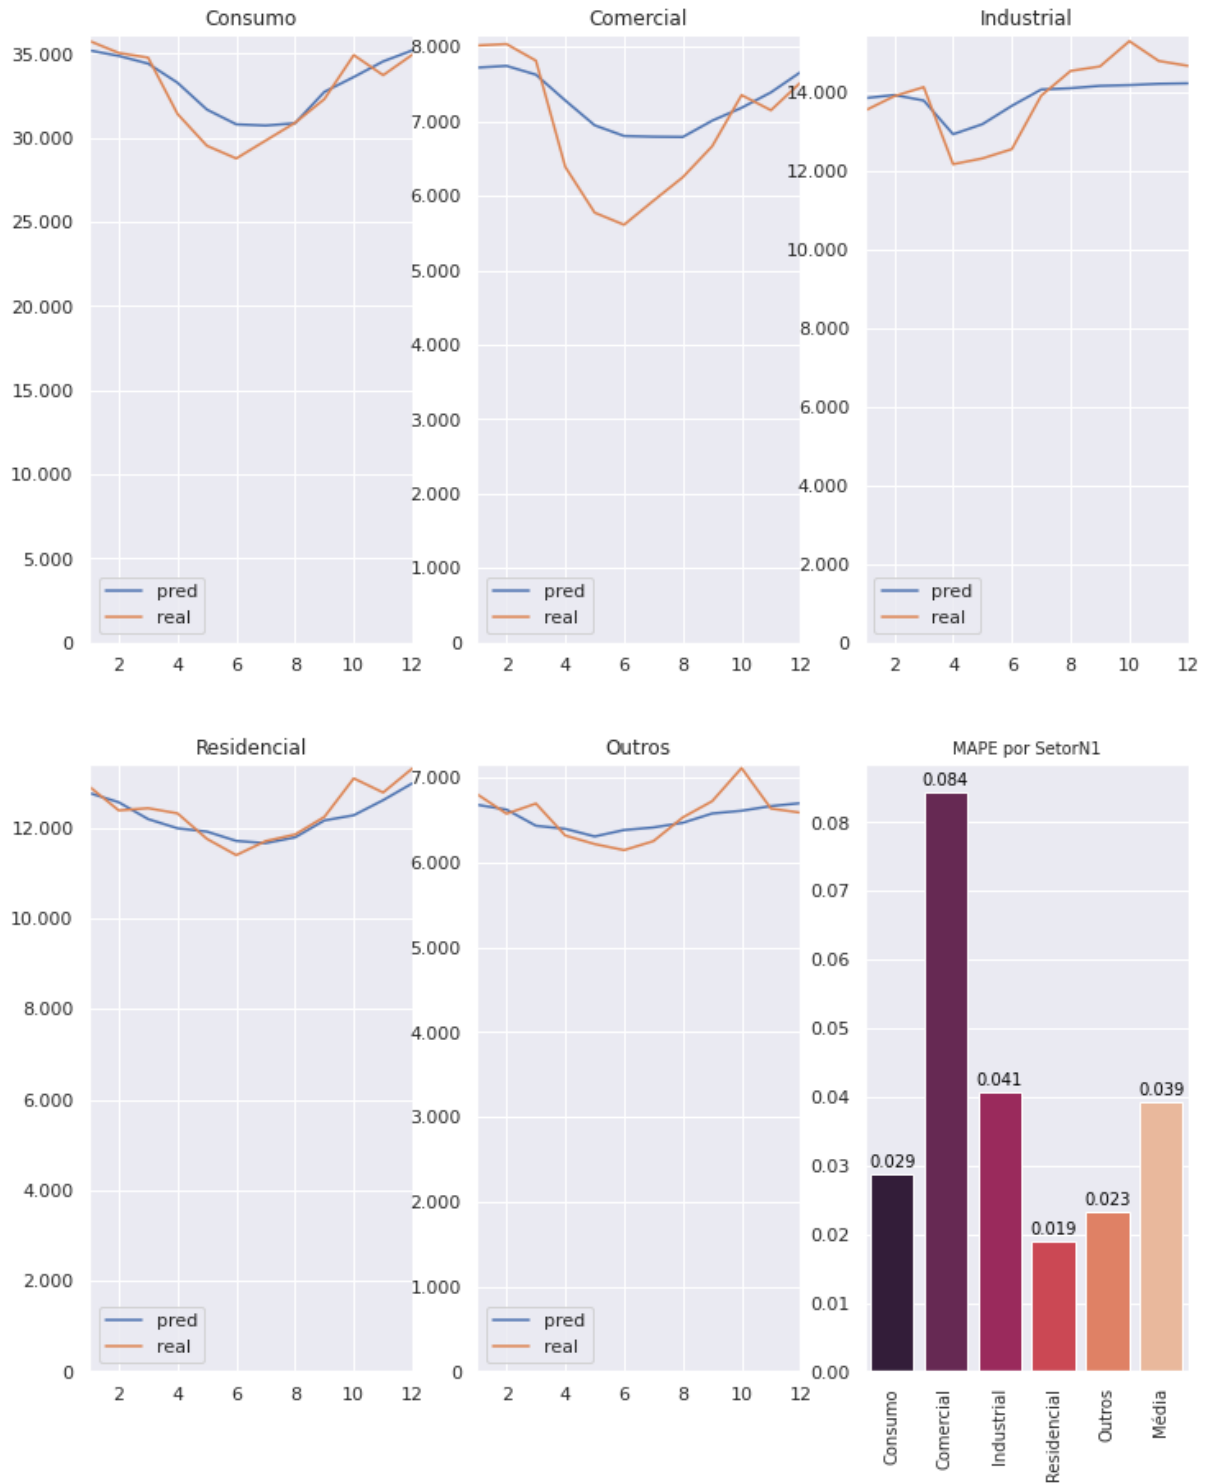 Consumo
35.000
30.000
25.000
20.000
15.000
10.000
5.000
0
2 4 6 8 10 12
pred
real
Comercial
8.000
7.000
6.000
5.000
4.000
3.000
2.000
1.000
0
2 4 6 8 10 12
pred
real
Industrial
14.000
12.000
10.000
8.000
6.000
4.000
2.000
0
2 4 6 8 10 12
pred
real
Residencial
12.000
10.000
8.000
6.000
4.000
2.000
0
2 4 6 8 10 12
pred
real
Outros
7.000
6.000
5.000
4.000
3.000
2.000
1.000
0
2 4 6 8 10 12
pred
real
MAPE por SetorN1
0.08
0.07
0.06
0.05
0.04
0.03
0.02
0.01
0.00
0.029
0.084
0.041
0.019
0.023
0.039
Consumo
Comercial
Industrial
Residencial
Outros
Média